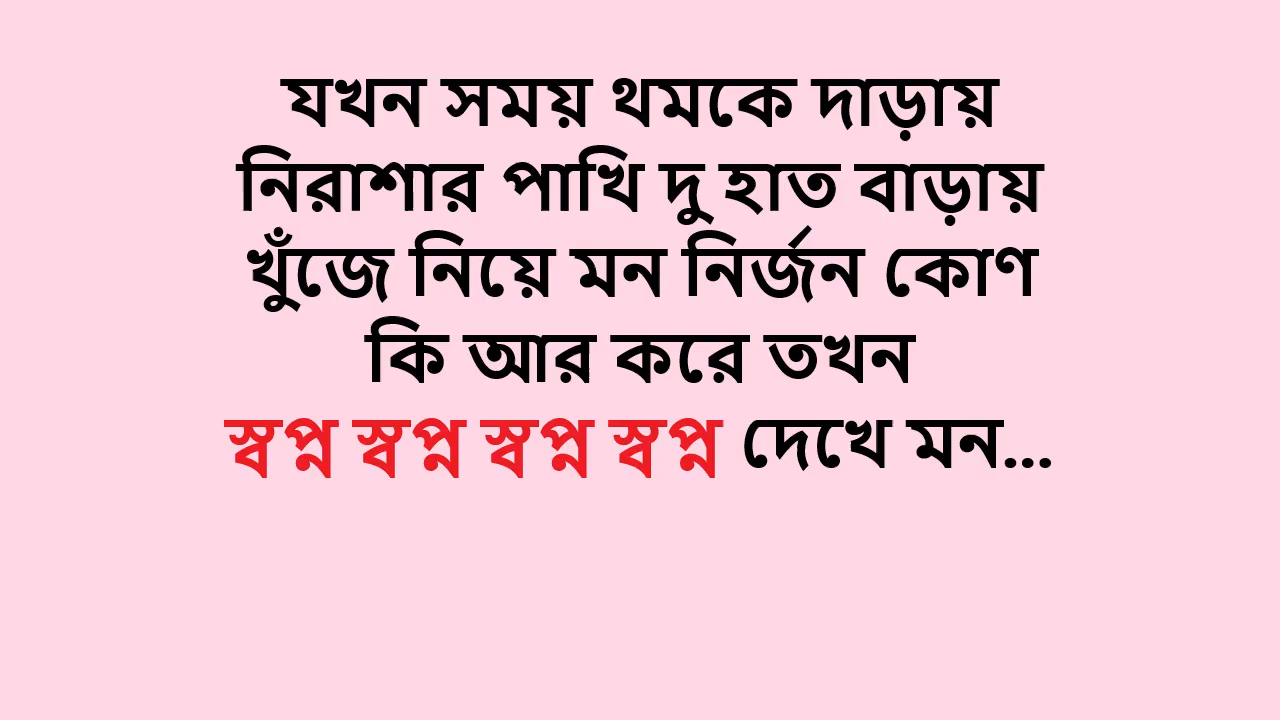 যখন সময় থমকে দাড়ায়
নিরাশার পাখি দু হাত বাড়ায়
খুঁজে নিয়ে মন নির্জন কোণ
কি আর করে তখন
স্বপ্ন স্বপ্ন স্বপ্ন স্বপ্ন দেখে মন...